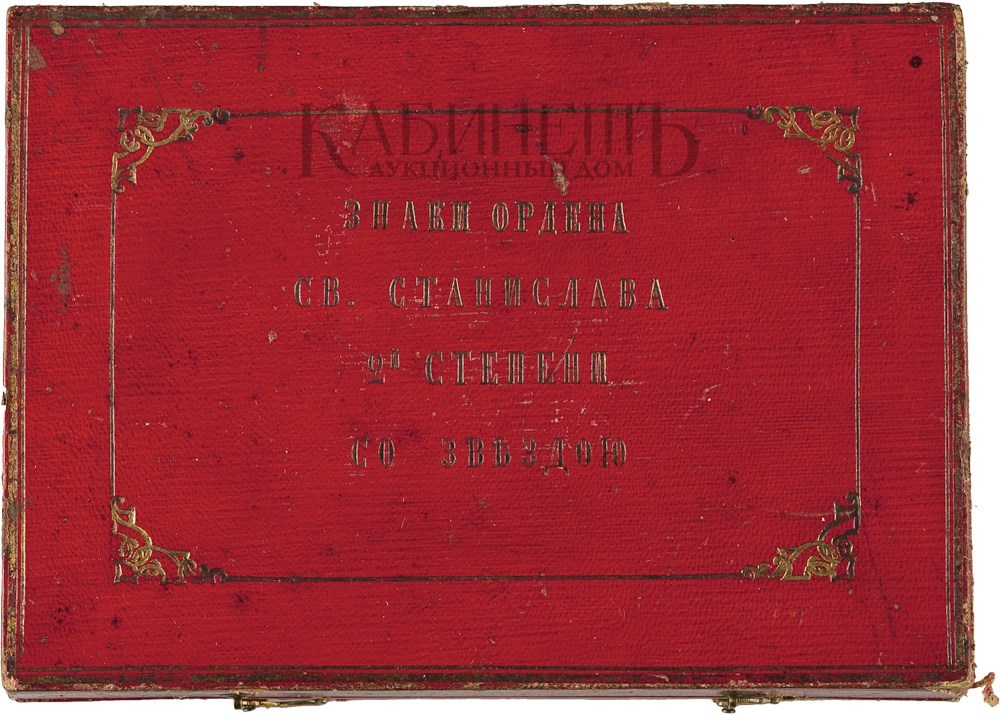 КАБИНЕТЪ
АУКЦИОННЫЙ ДОМ
ЗНАКИ ОРДЕНА
СВ. СТАНИСЛАВА
2й СТЕПЕНИ
СО ЗВѢЗДОЮ